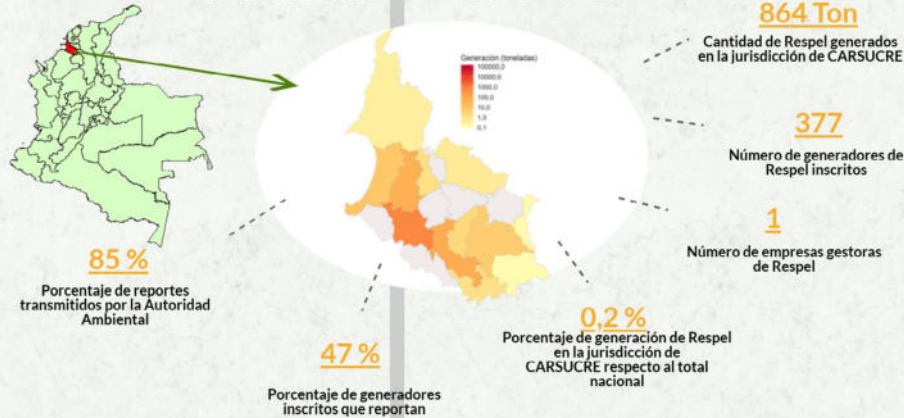 864 Ton
Cantidad de Respel generados
en la jurisdicción de CARSUCRE
Generación (toneladas)
100000,0
10000,0
1000,0
100,0
10,0
1,0
0,1
377
Número de generadores de
Respel inscritos
1
Número de empresas gestoras
de Respel
85 %
Porcentaje de reportes
transmitidos por la Autoridad
Ambiental
0,2 %
Porcentaje de generación de Respel
en la jurisdicción de
CARSUCRE respecto al total
nacional
47 %
Porcentaje de generadores
inscritos que reportan